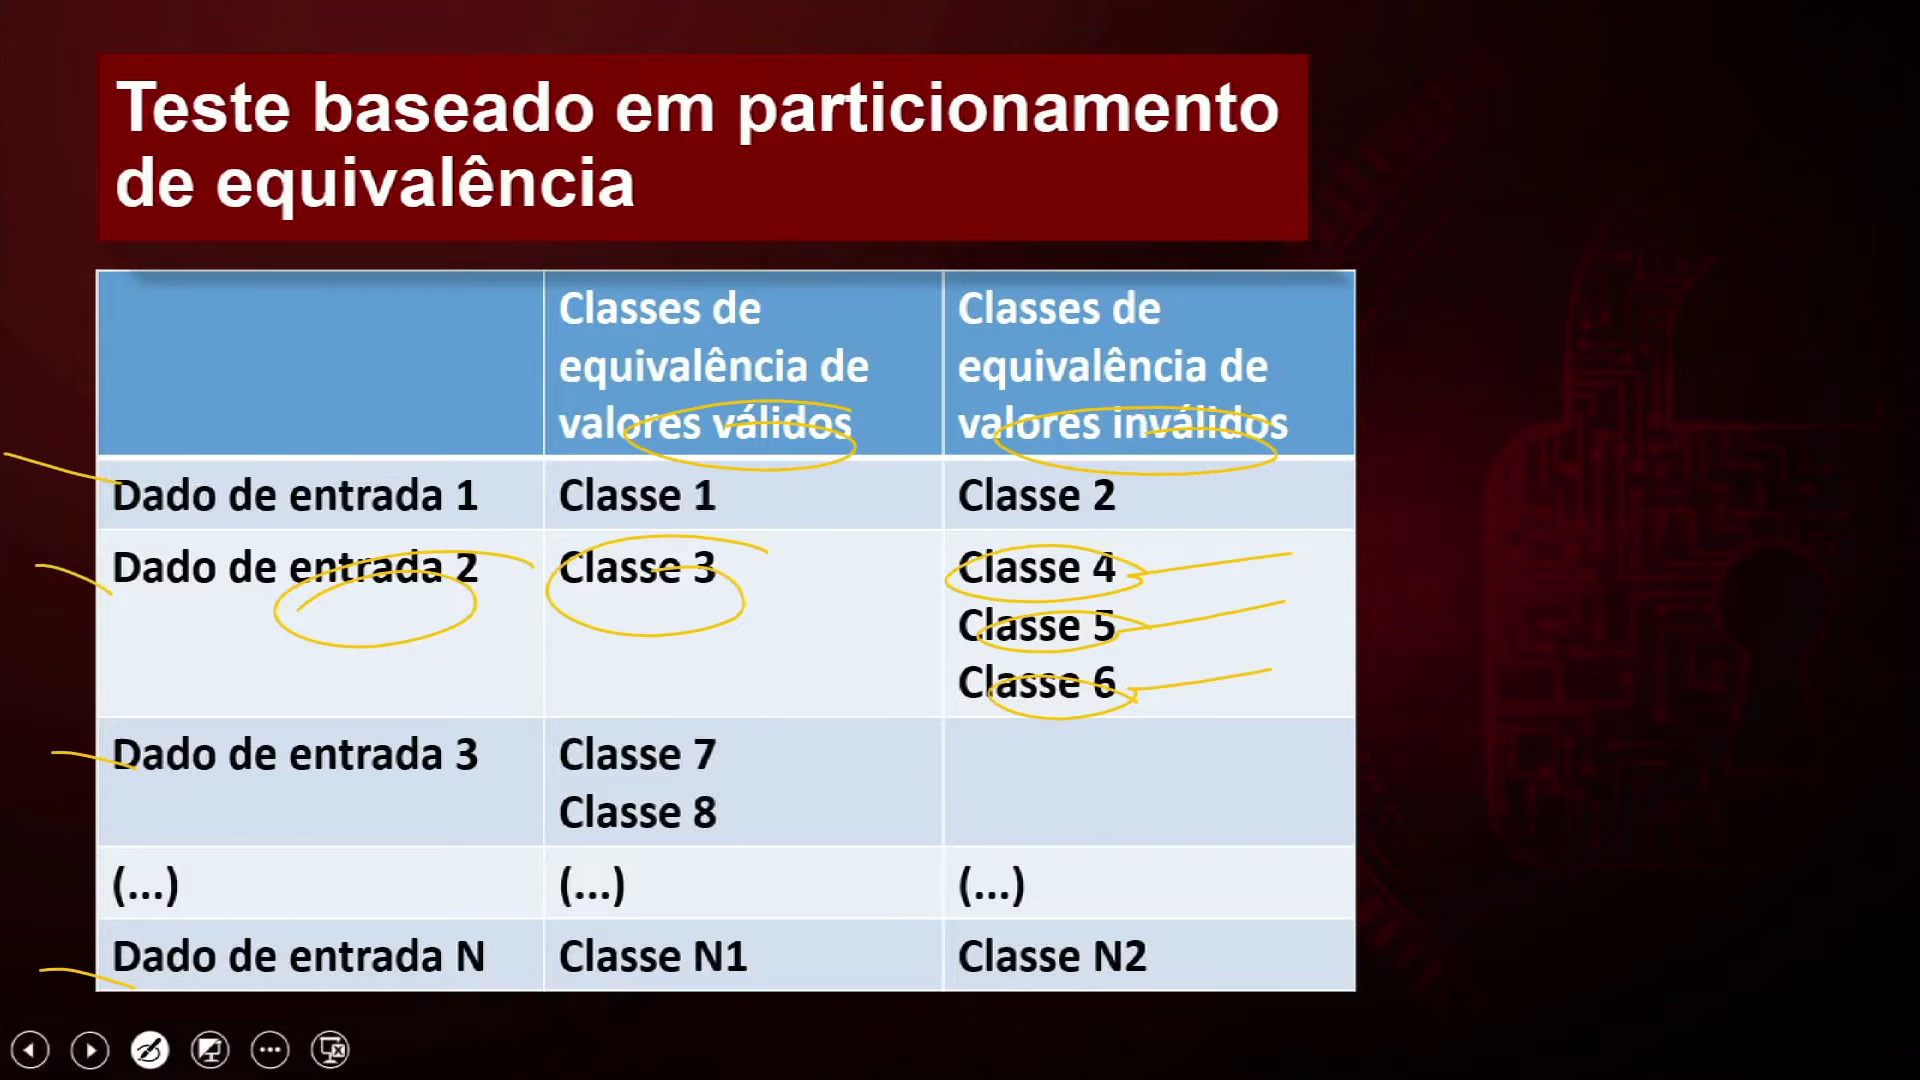 Teste baseado em particionamento
de equivalência
Classes de
equivalência de
valores válidos
Classes de
equivalência de
valores inválidos
Dado de entrada 1
Classe 1
Classe 2
Dado de entrada 2
Classe 3
Classe 4
Classe 5
Classe 6
Dado de entrada 3
Classe 7
Classe 8
(...)
(...)
(...)
Dado de entrada N
Classe N1
Classe N2